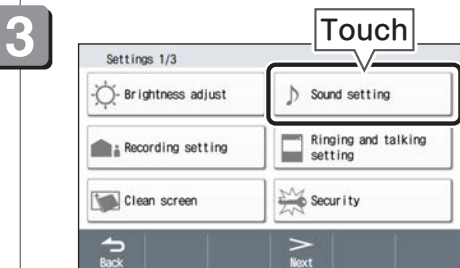 3
Touch
Settings 1/3
Brightness adjust
Sound setting
Recording setting
Ringing and talking
setting
Clean screen
Security
Back
Next